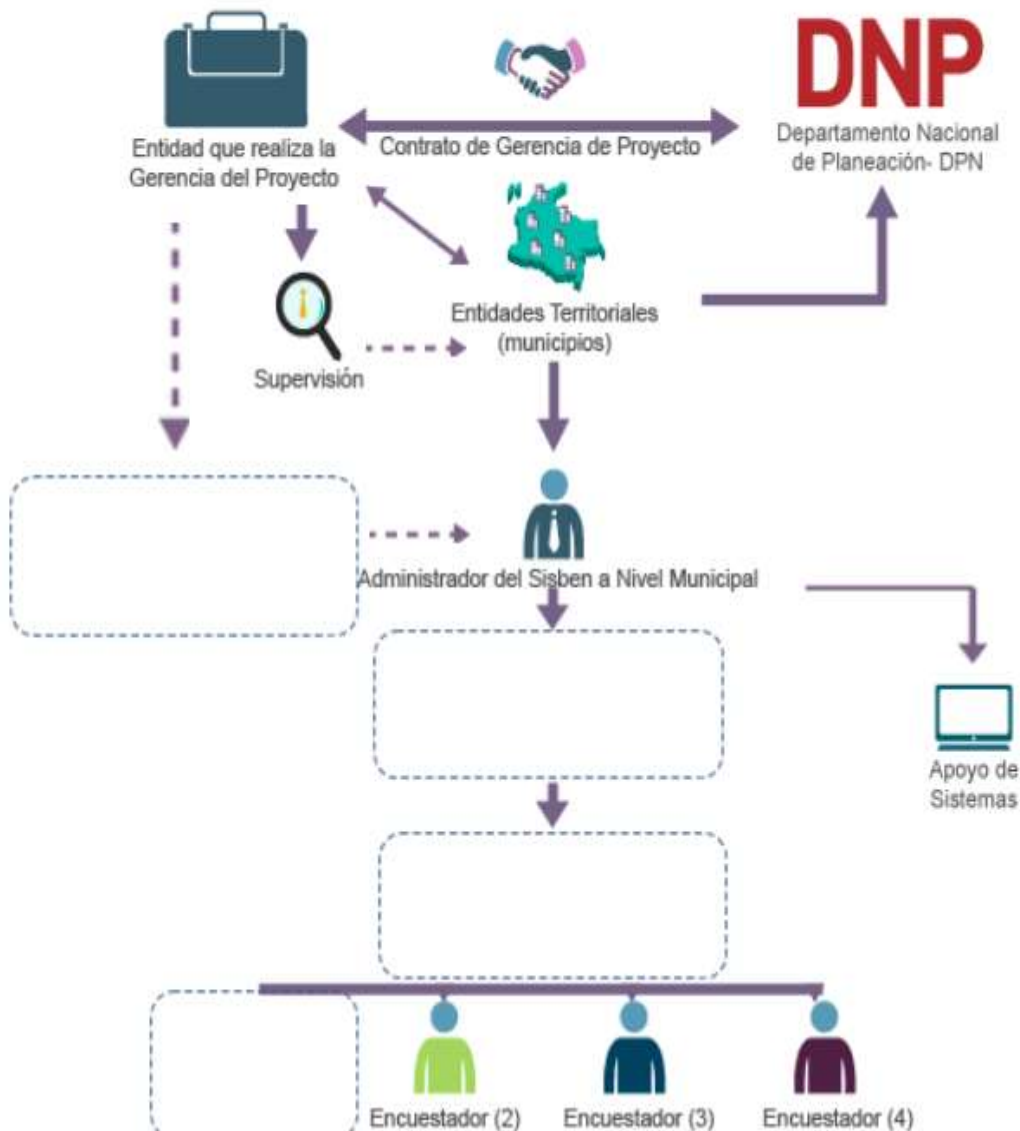 DNP
Entidad que realiza la
Gerencia del Proyecto
Contrato de Gerencia de Proyecto
Departamento Nacional
de Planeación- DPN
Entidades Territoriales
(municipios)
Supervisión
Administrador del Sisben a Nivel Municipal
Apoyo de
Sistemas
Encuestador (2)
Encuestador (3)
Encuestador (4)